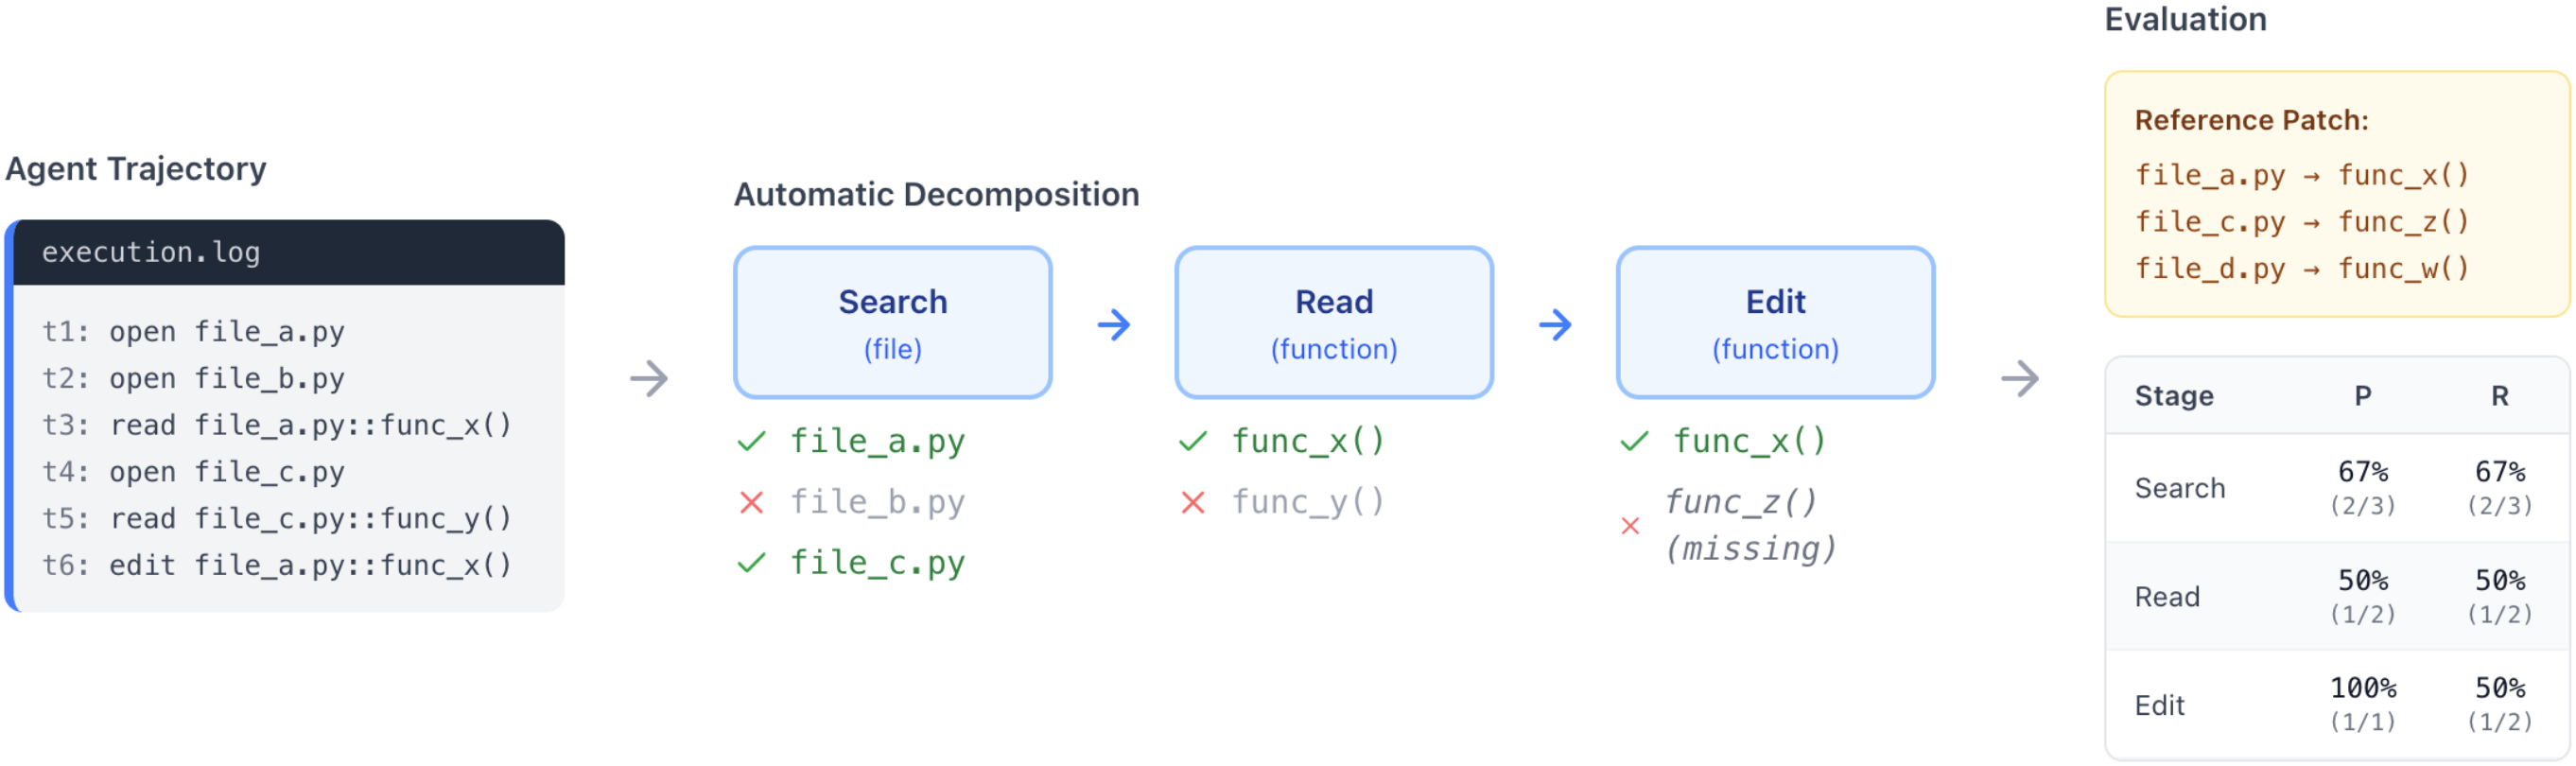 Agent Trajectory
execution.log
t1: open file_a.py
t2: open file_b.py
t3: read file_a.py::func_x()
t4: open file_c.py
t5: read file_c.py::func_y()
t6: edit file_a.py::func_x()
Automatic Decomposition
Search
(file)
✓ file_a.py
✕ file_b.py
✓ file_c.py
Read
(function)
✓ func_x()
✕ func_y()
Edit
(function)
✓ func_x()
✕ func_z()
(missing)
Evaluation
Reference Patch:
file_a.py → func_x()
file_c.py → func_z()
file_d.py → func_w()
Stage P R
Search 67% 67%
(2/3) (2/3)
Read 50% 50%
(1/2) (1/2)
Edit 100% 50%
(1/1) (1/2)